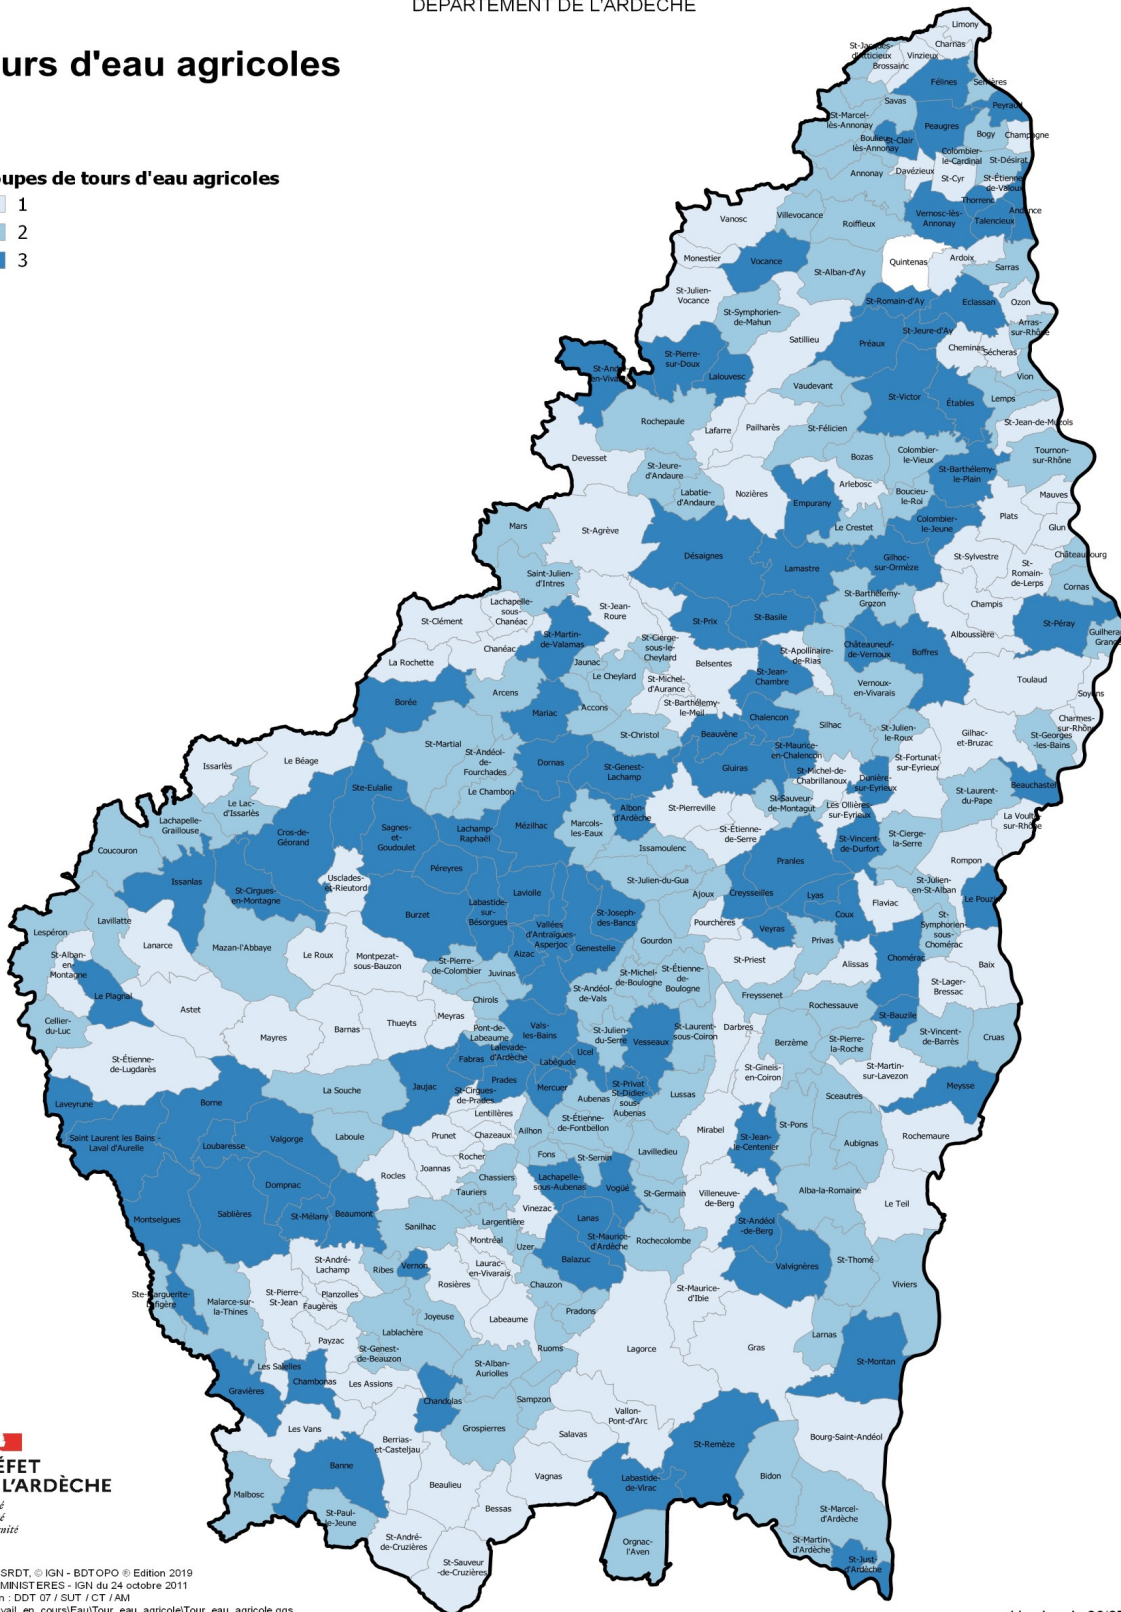 DEPARTEMENT DE L'ARDECHE
urs d'eau agricoles
upes de tours d'eau agricoles
1
2
3
Limony
Charnas
Vinzieux
Brossainc
Félines
Savas
St-Marcel-
lès-Annonay
Peaugres
Bogy
Champagne
Boulieu-
lès-Annonay
St-Clair
Colombier-
le-Cardinal
St-Désirat
Annonay
Davézieux
St-Cyr
St-Étienne-
de-Valoux
Thorrenc
Vernosc-lès-
Annonay
Talencieux
Andance
Vanosc
Villevocance
Roiffieux
Monestier
Vocance
St-Alban-d'Ay
Quintenas
Ardoix
Sarras
St-Julien-
Vocance
St-Symphorien-
de-Mahun
St-Romain-d'Ay
Eclassan
Ozon
Satillieu
Préaux
St-Jeure-d'Ay
Arras-
sur-Rhône
Cheminas
Sécheras
St-Pierre-
sur-Doux
Lalouvesc
Vaudevant
Vion
St-Victor
Étables
Lemps
Rochepaule
Lafarre
Pailharès
St-Félicien
St-Jean-de-Muzols
Devesset
St-Jeure-
d'Andaure
Bozas
Colombier-
le-Vieux
Tournon-
sur-Rhône
St-Barthélemy-
le-Plain
Labatie-
d'Andaure
Nozières
Empurany
Arlebosc
Boucieu-
le-Roi
Mauves
Mars
St-Agrève
Le Crestet
Colombier-
le-Jeune
Plats
Glun
Désaignes
Lamastre
Gilhoc-
sur-Ormèze
St-Sylvestre
St-
Romain-
de-Lerps
Châteaubourg
Cornas
Saint-Julien-
d'Intres
St-Barthélemy-
Grozon
Champis
Lachapelle-
sous-
Chanéac
St-Jean-
Roure
St-Clément
St-Prix
St-Basile
St-Péray
Chanéac
St-Martin-
de-Valamas
St-Cierge-
sous-le-
Cheylard
St-Apollinaire-
de-Rias
Châteauneuf-
de-Vernoux
Boffres
Alboussière
La Rochette
Jaunac
Le Cheylard
Belsentes
St-Jean-
Chambre
Toulaud
St-Michel-
d'Aurance
Vernoux-
en-Vivarais
Soyons
Borée
Arcens
Accons
St-Barthélemy-
le-Meil
Mariac
Chalencon
Silhac
St-Julien-
le-Roux
Gilhac-
et-Bruzac
Charmes-
sur-Rhône
St-Georges
-les-Bains
St-Martial
St-Christol
Beauvène
St-Andéol-
de-
Fourchades
St-Maurice-
en-Chalencon
St-Fortunat-
sur-Eyrieux
Issarlès
Le Béage
Dornas
St-Genest-
Lachamp
Gluiras
St-Michel-de-
Chabrillanoux
Dunière-
sur-Eyrieux
Beauchastel
Ste-Eulalie
Le Chambon
St-Laurent-
du-Pape
Le Lac-
d'Issarlès
Albon-
d'Ardèche
St-Pierreville
St-Sauveur-
de-Montagut
Les Ollières-
sur-Eyrieux
La Voulte-
sur-Rhône
Lachapelle-
Graillouse
Cros-de-
Géorand
Sagnes-
et-
Goudoulet
Lachamp-
Raphaël
Mézilhac
Marcols-
les-Eaux
St-Étienne-
de-Serre
St-Vincent-
de-Durfort
St-Cierge-
la-Serre
Coucouron
Issamoulenc
Pranles
Rompon
Péreyres
Issanlas
St-Cirgues-
en-Montagne
Usclades-
et-Rieutord
Laviolle
St-Julien-du-Gua
Ajoux
Creysseilles
Lyas
St-Julien-
en-St-Alban
Flaviac
Le Pouzin
Burzet
Labastide-
sur-
Bésorgues
St-Joseph-
des-Bancs
Pourchères
Coux
Lavillatte
Vallées
d'Antraigues-
Asperjoc
Veyras
St-
Symphorien-
sous-
Chomérac
Lespéron
Lanarce
Mazan-l'Abbaye
Le Roux
Montpezat-
sous-Bauzon
Aizac
Genestelle
Gourdon
Privas
St-Alban-
en-
Montagne
St-Pierre-
de-Colombier
Juvinas
St-Priest
Alissas
Chomérac
Baix
Le Plagnal
St-Michel-
de-Boulogne
St-Étienne-
de-
Boulogne
St-Lager-
Bressac
Astet
Chirols
St-Andéol-
de-Vals
Freyssenet
Rochessauve
Cellier-
du-Luc
Mayres
Barnas
Thueyts
Meyras
St-Bauzile
Pont-de-
Labeaume
Vals-
les-Bains
St-Julien-
du-Serre
Vesseaux
St-Laurent-
sous-Coiron
Darbres
Berzème
St-Pierre-
la-Roche
St-Vincent-
de-Barrès
Cruas
St-Étienne-
de-Lugdarès
Lalevade-
d'Ardèche
Fabras
Labégude
Ucel
St-Gineis-
en-Coiron
St-Martin-
sur-Lavezon
La Souche
Jaujac
Prades
Mercuer
St-Privat
Meysse
St-Cirgues-
de-Prades
Aubenas
St-Didier-
sous-
Aubenas
Lussas
Sceautres
Laveyrune
Borne
Lentillères
St-Étienne-
de-Fontbellon
Mirabel
St-Pons
Saint Laurent les Bains -
Laval d'Aurelle
Loubaresse
Valgorge
Laboule
Prunet
Chazeaux
Ailhon
St-Jean-
le-Centenier
Aubignas
Rochemaure
Rocher
Fons
St-Sernin
Lavilledieu
Joannas
Rocles
Chassiers
Lachapelle-
sous-Aubenas
Vogüé
St-Germain
Villeneuve-
de-Berg
Alba-la-Romaine
Dompnac
Tauriers
Le Teil
Montselgues
Sablières
St-Mélany
Beaumont
Sanilhac
Largentière
Vinezac
Lanas
St-Andéol
-de-Berg
Montréal
Uzer
St-Maurice-
d'Ardèche
Rochecolombe
St-André-
Lachamp
Ribes
Vernon
Laurac-
en-Vivarais
Balazuc
Valvignères
St-Thomé
Rosières
Chauzon
Viviers
Ste-Marguerite-
Lafigère
Malarce-sur-
la-Thines
St-Pierre-
St-Jean
Planzolles
Faugères
St-Maurice-
d'Ibie
Joyeuse
Labeaume
Pradons
Payzac
Lablachère
Larnas
St-Genest-
de-Beauzon
Ruoms
Lagorce
Gras
St-Montan
Les Salelles
St-Alban-
Auriolles
Gravières
Chambonas
Les Assions
Chandolas
Sampzon
Les Vans
Grospierres
Vallon-
Pont-d'Arc
Berrias-
et-Casteljau
Salavas
St-Remèze
Bourg-Saint-Andéol
Banne
Beaulieu
Vagnas
Labastide-
de-Virac
Bidon
Malbosc
St-Paul-
le-Jeune
Bessas
St-Marcel-
d'Ardèche
St-André-
de-Cruzières
Orgnac-
l'Aven
St-Martin-
d'Ardèche
St-Just-
d'Ardèche
St-Sauveur
-de-Cruzières
ÉFET
L'ARDÈCHE
SRDT, © IGN - BDTOPO ® Edition 2019
MINISTERES - IGN du 24 octobre 2011
n : DDT 07 / SUT / CT / AM